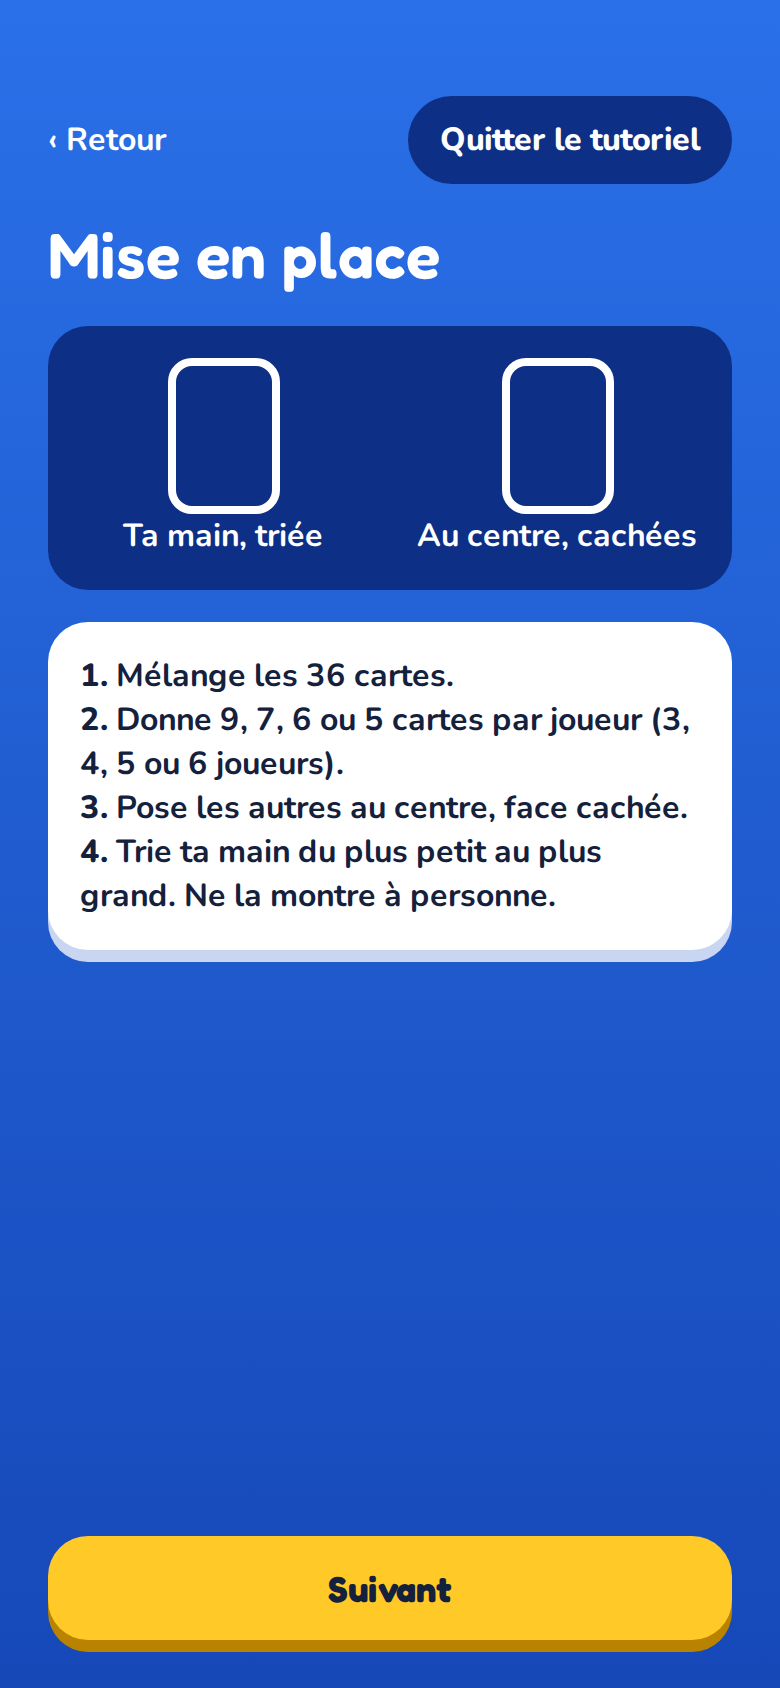 ‹ Retour
Quitter le tutoriel
Mise en place
Ta main, triée
Au centre, cachées
1. Mélange les 36 cartes.
2. Donne 9, 7, 6 ou 5 cartes par joueur (3,
4, 5 ou 6 joueurs).
3. Pose les autres au centre, face cachée.
4. Trie ta main du plus petit au plus
grand. Ne la montre à personne.
Suivant